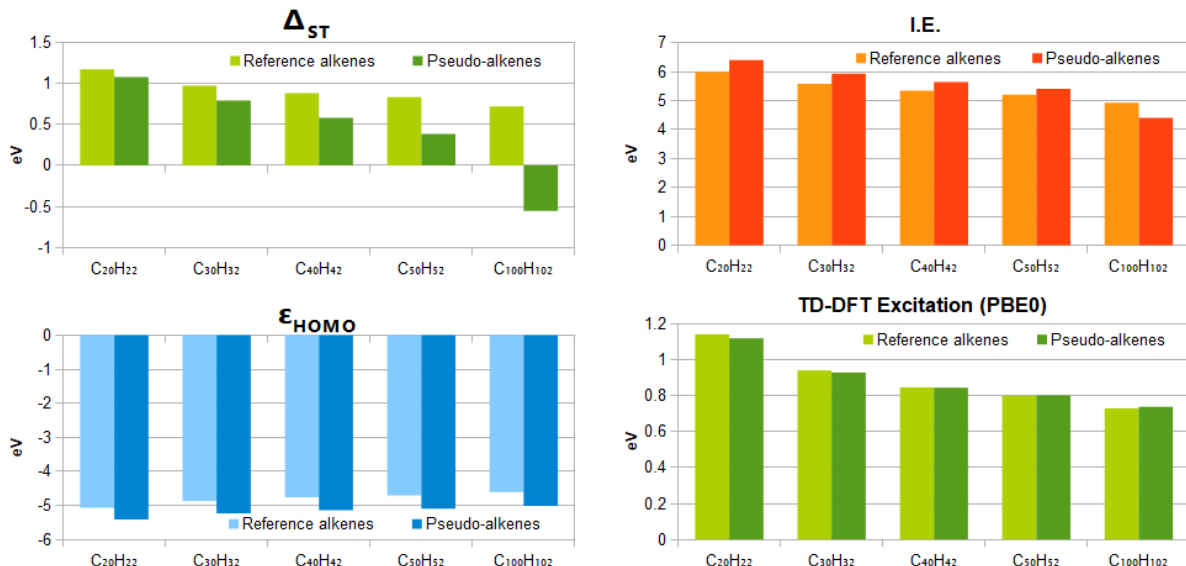 Δ_ST
1.5
1
0.5
0
-0.5
-1
eV
Reference alkenes
Pseudo-alkenes
C₂₀H₂₂
C₃₀H₃₂
C₄₀H₄₂
C₅₀H₅₂
C₁₀₀H₁₀₂
I.E.
7
6
5
4
3
2
1
0
eV
Reference alkenes
Pseudo-alkenes
C₂₀H₂₂
C₃₀H₃₂
C₄₀H₄₂
C₅₀H₅₂
C₁₀₀H₁₀₂
ε_HOMO
0
-1
-2
-3
-4
-5
-6
eV
Reference alkenes
Pseudo-alkenes
C₂₀H₂₂
C₃₀H₃₂
C₄₀H₄₂
C₅₀H₅₂
C₁₀₀H₁₀₂
TD-DFT Excitation (PBE0)
1.2
1
0.8
0.6
0.4
0.2
0
eV
Reference alkenes
Pseudo-alkenes
C₂₀H₂₂
C₃₀H₃₂
C₄₀H₄₂
C₅₀H₅₂
C₁₀₀H₁₀₂